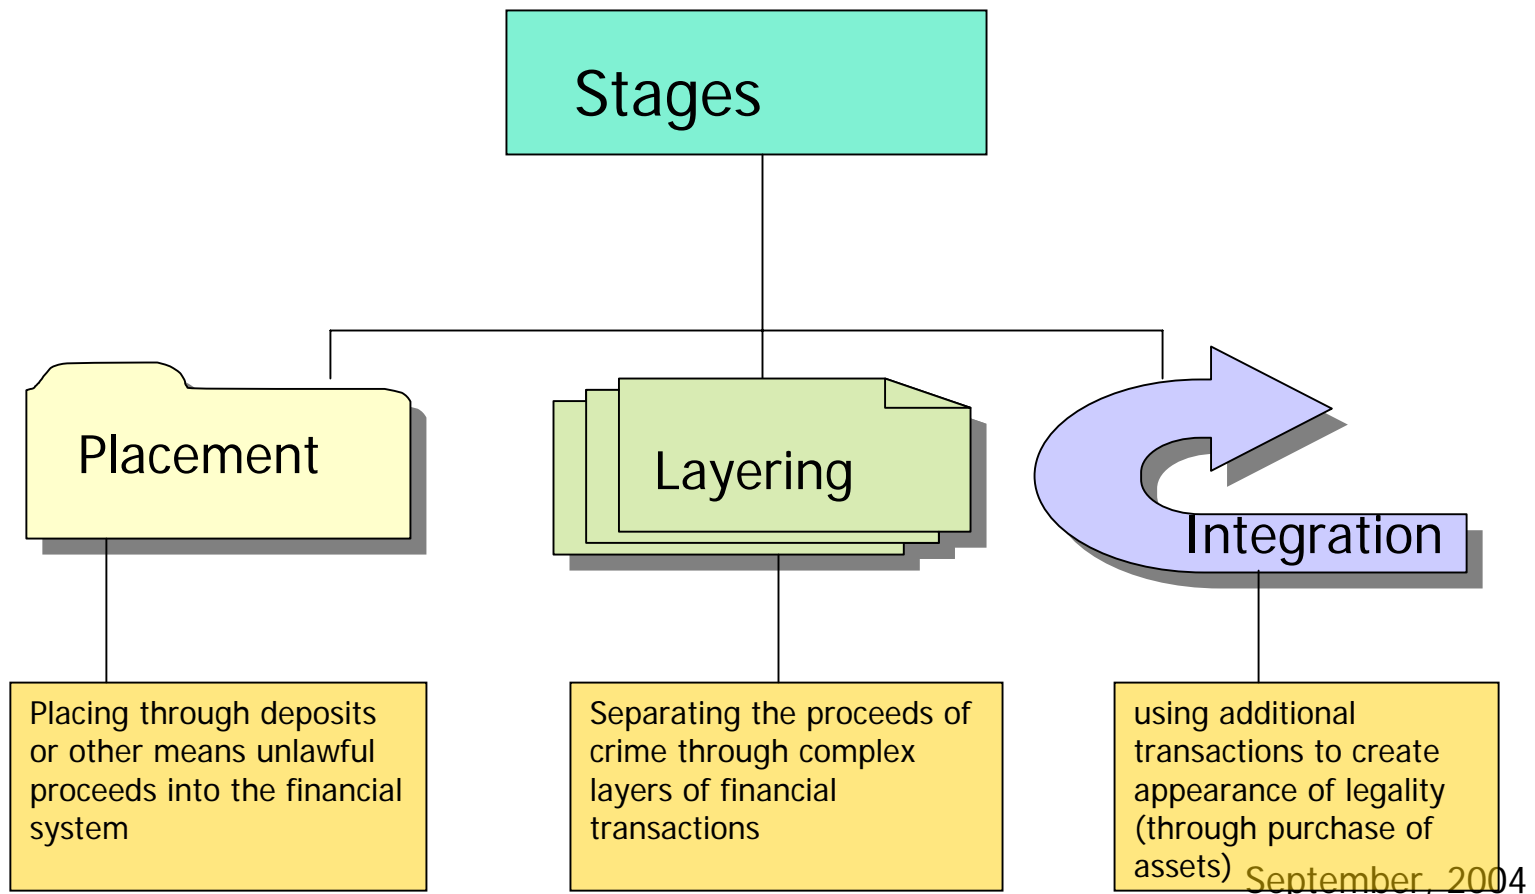 Stages
Placement
Layering
Integration
Placing through deposits
or other means unlawful
proceeds into the financial
system
Separating the proceeds of
crime through complex
layers of financial
transactions
using additional
transactions to create
appearance of legality
(through purchase of
assets)
September, 2004